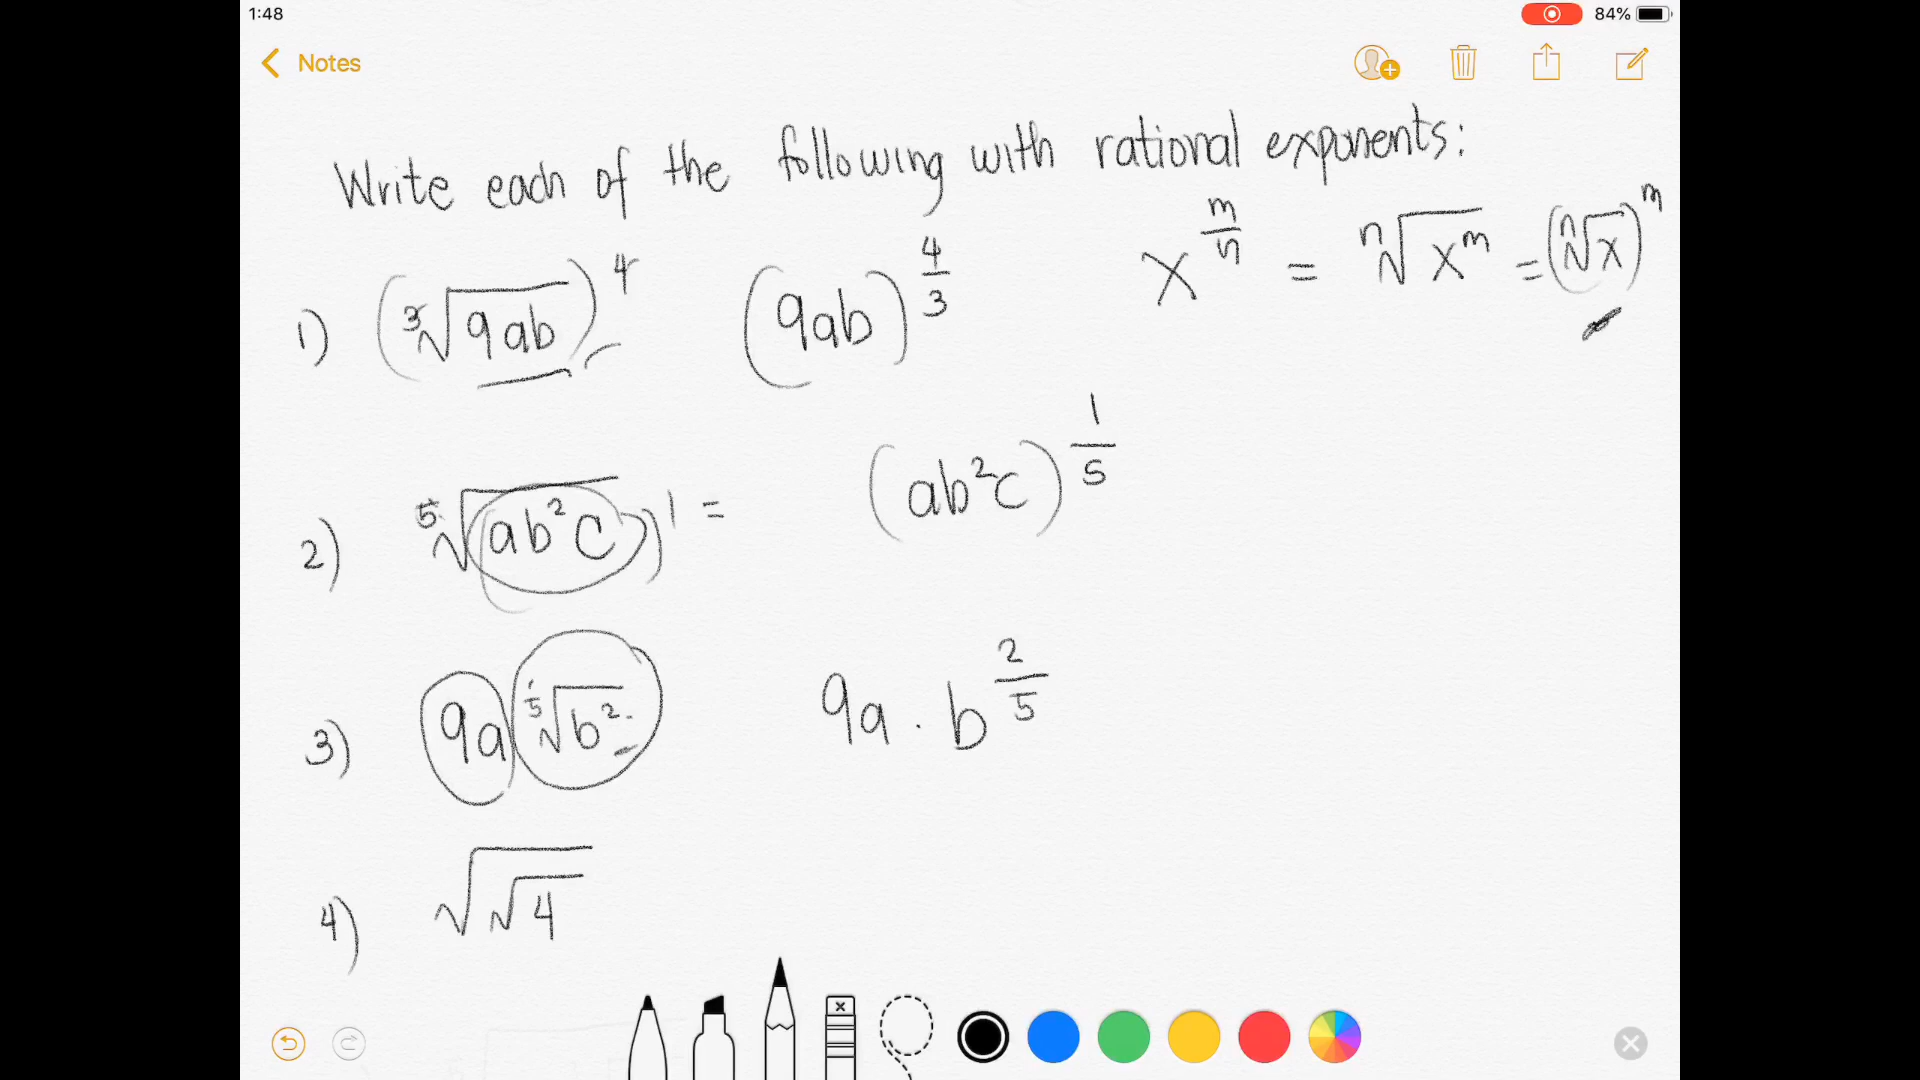 1:48
84%
Notes
Write each of the following with rational exponents:
x^(m/n) = ⁿ√(x^m) = (ⁿ√x)^m
1) (³√(9ab))^4 (9ab)^(4/3)
2) ⁵√(ab²c)^1 = (ab²c)^(1/5)
3) 9a ⁵√(b²) 9a · b^(2/5)
4) √(√4)